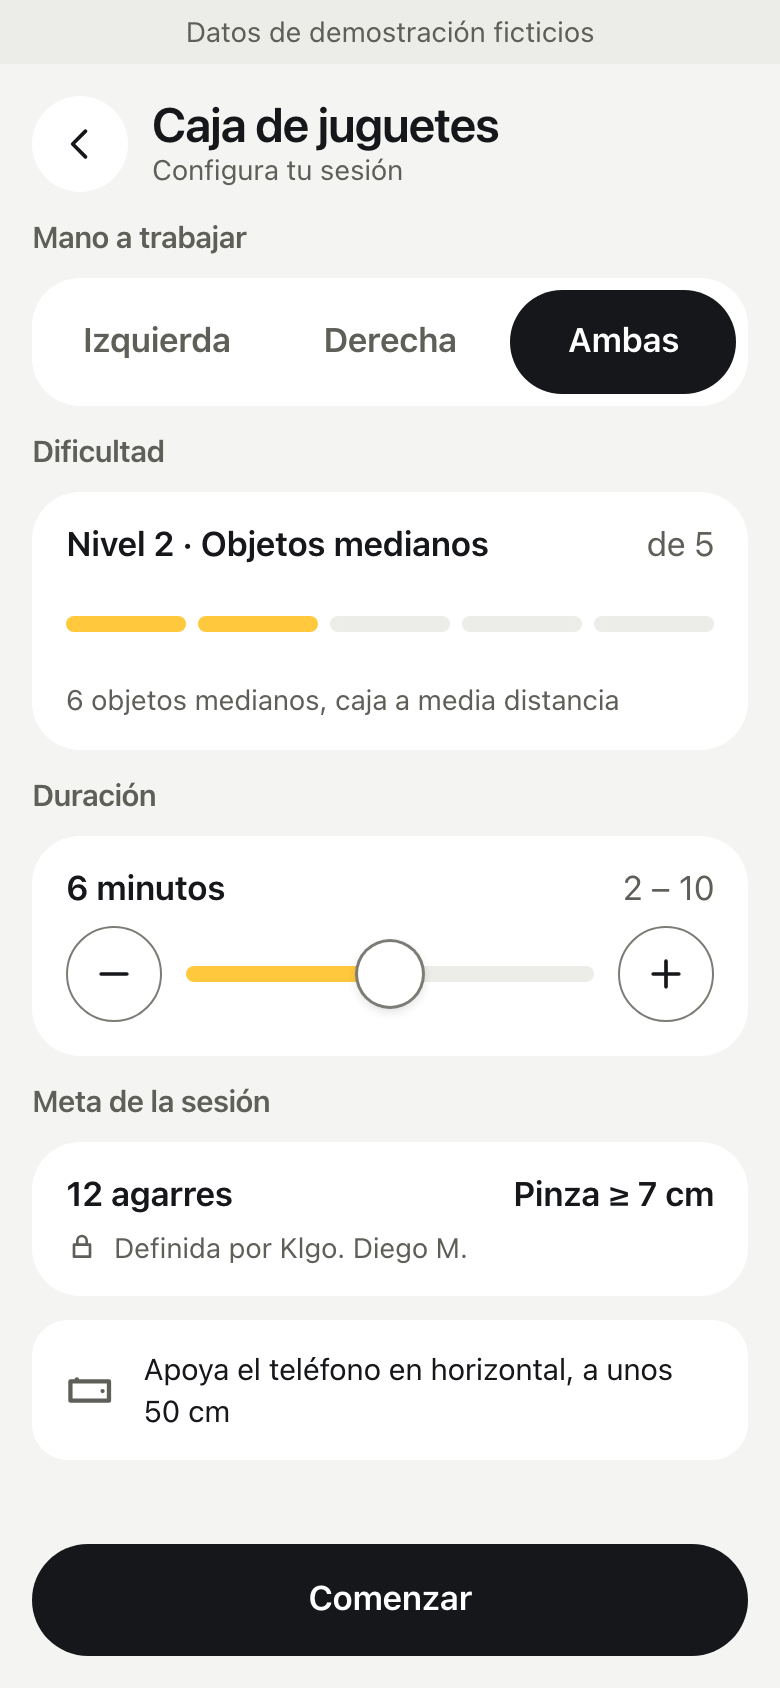 Datos de demostración ficticios
Caja de juguetes
Configura tu sesión
Mano a trabajar
Izquierda Derecha Ambas
Dificultad
Nivel 2 · Objetos medianos de 5
6 objetos medianos, caja a media distancia
Duración
6 minutos 2 – 10
Meta de la sesión
12 agarres Pinza ≥ 7 cm
Definida por Klgo. Diego M.
Apoya el teléfono en horizontal, a unos
50 cm
Comenzar